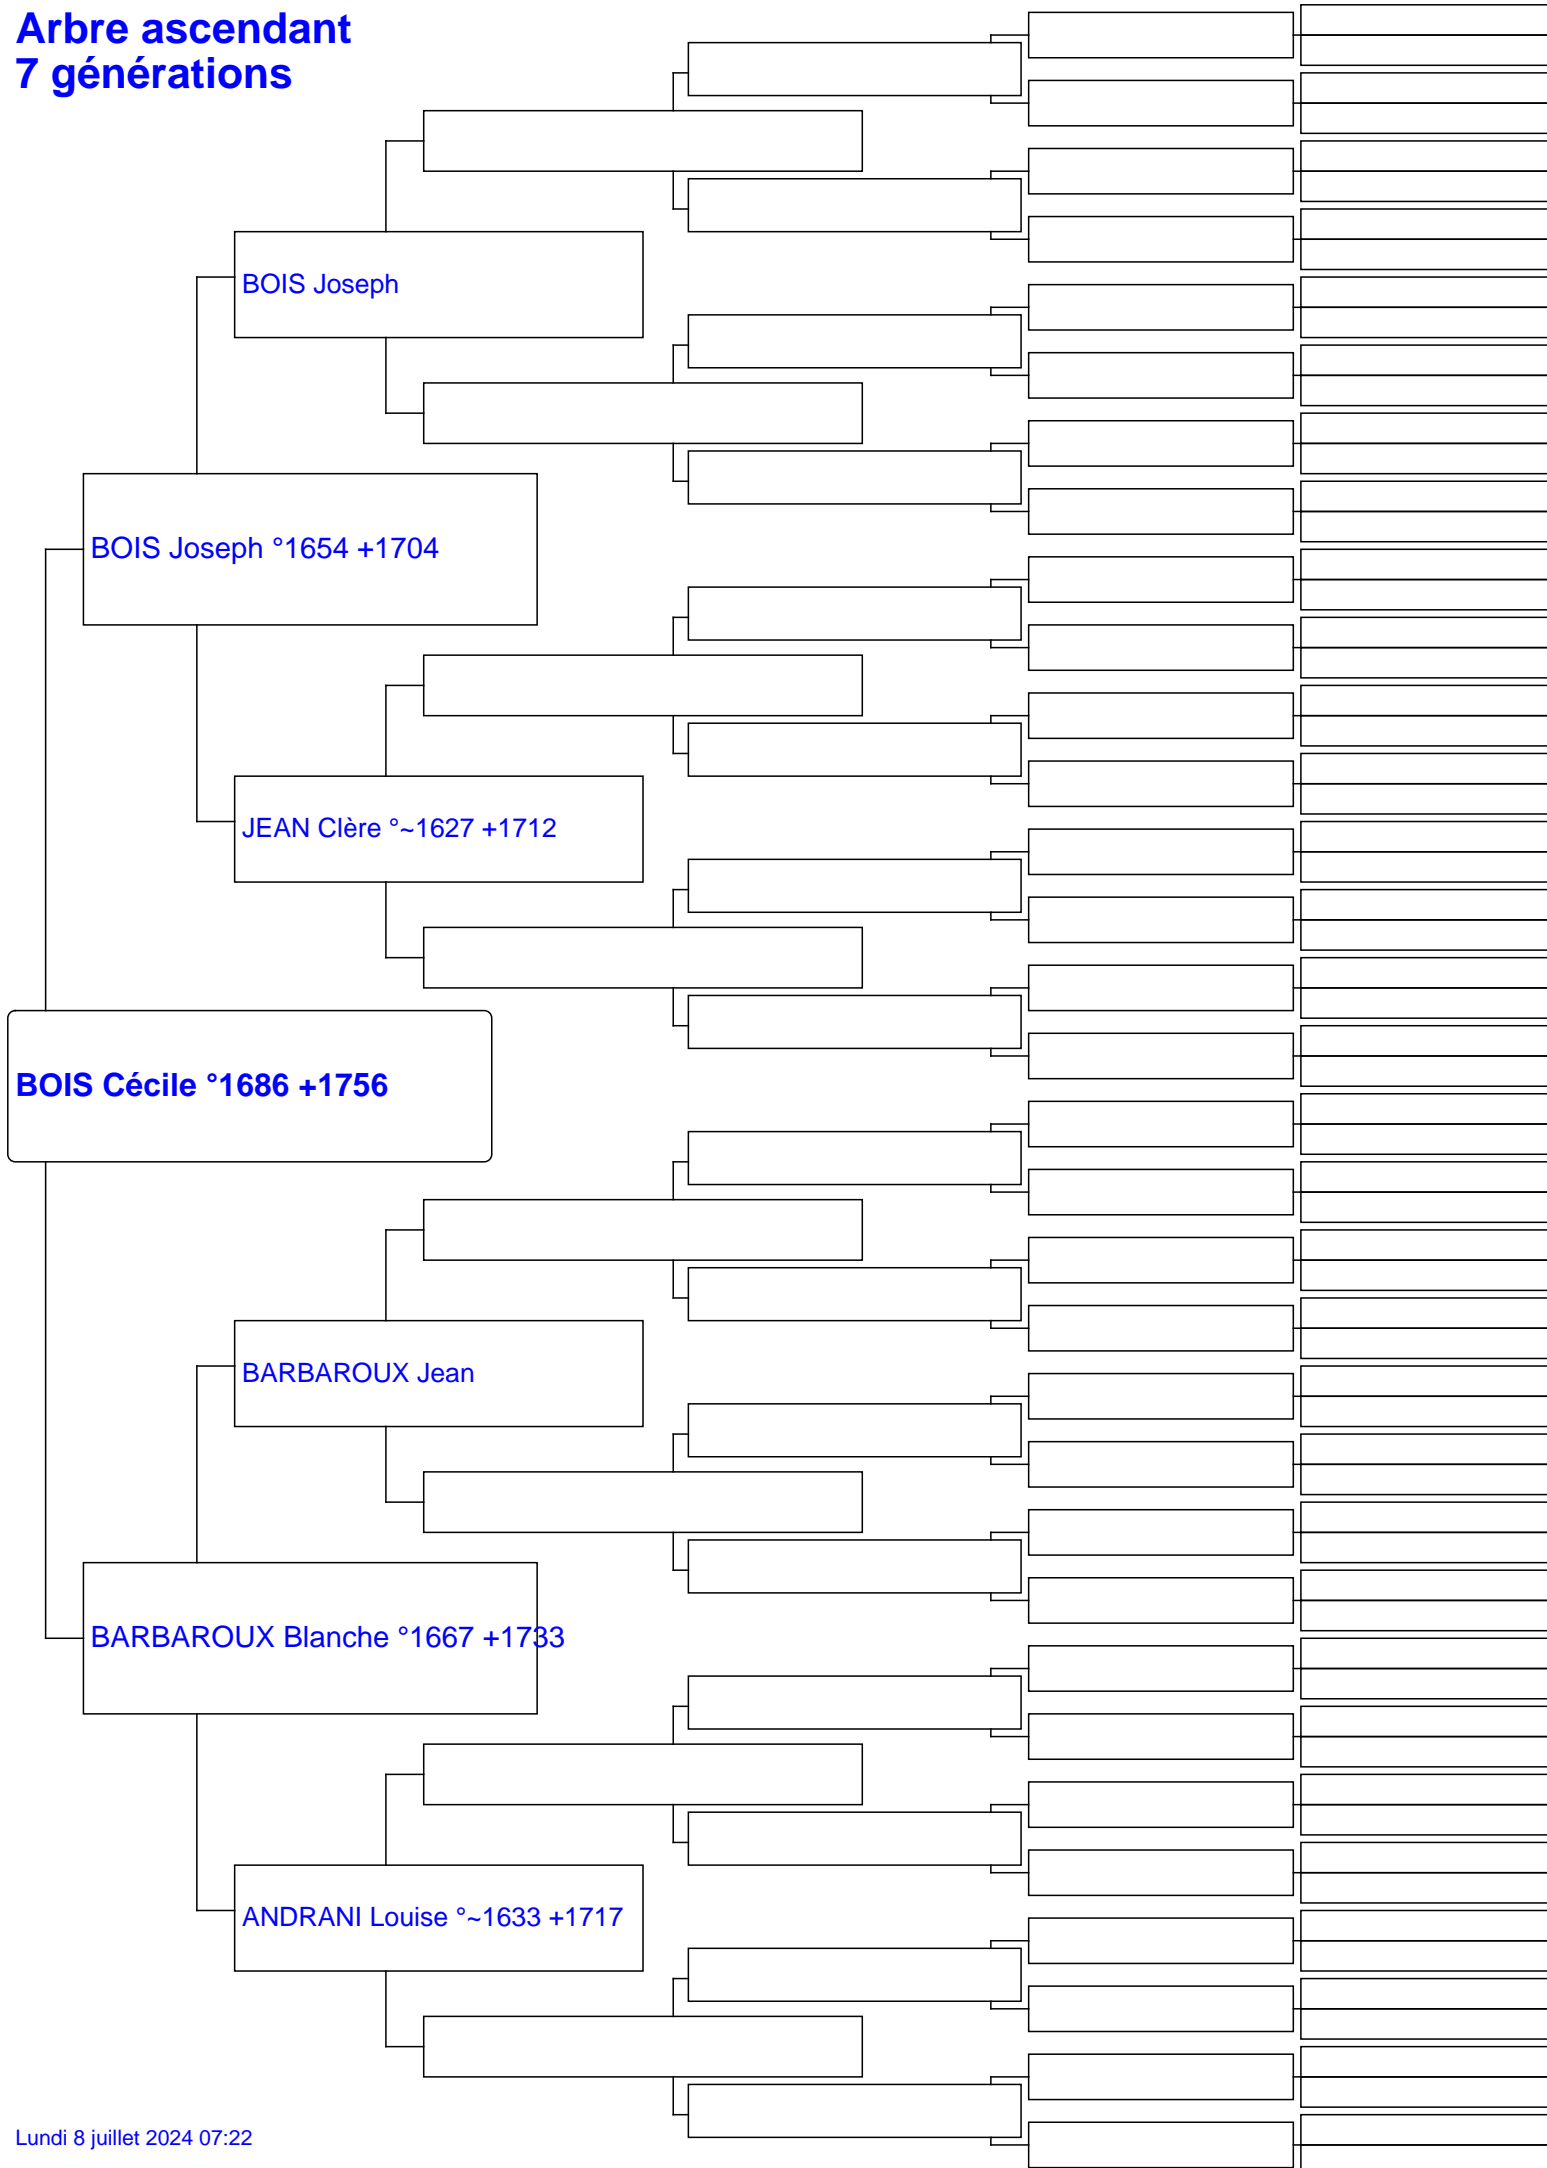 Arbre ascendant
7 générations
BOIS Joseph
BOIS Joseph °1654 +1704
JEAN Clère °~1627 +1712
BOIS Cécile °1686 +1756
BARBAROUX Jean
BARBAROUX Blanche °1667 +1733
ANDRANI Louise °~1633 +1717
Lundi 8 juillet 2024 07:22